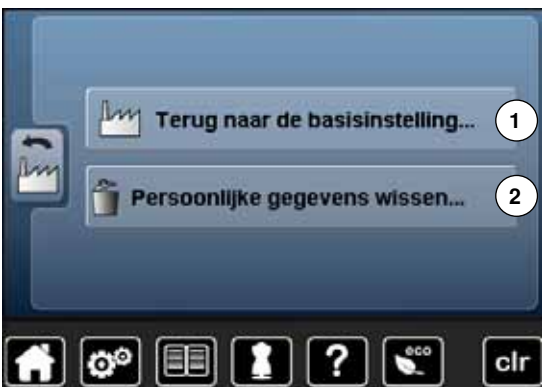 Terug naar de basisinstelling... 1
Persoonlijke gegevens wissen... 2
? eco clr